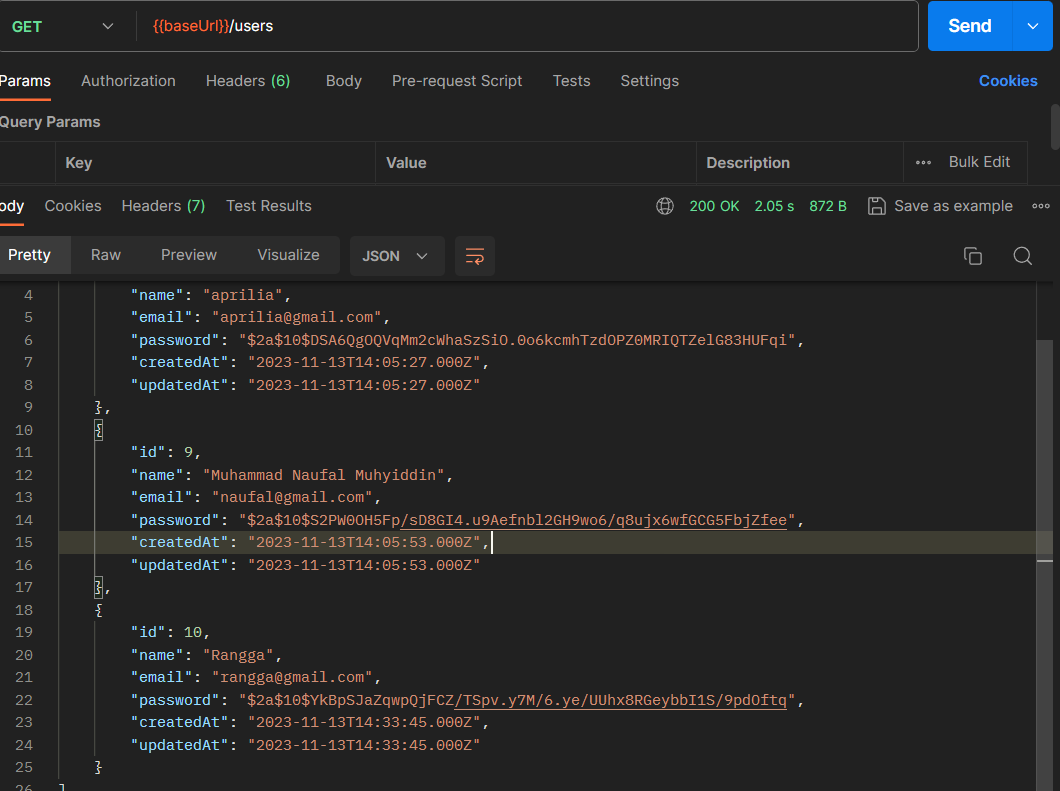 GET {{baseUrl}}/users Send
Params Authorization Headers (6) Body Pre-request Script Tests Settings Cookies
Query Params
Key Value Description ••• Bulk Edit
ody Cookies Headers (7) Test Results 200 OK 2.05 s 872 B Save as example
Pretty Raw Preview Visualize JSON
4 "name": "aprilia",
5 "email": "aprilia@gmail.com",
6 "password": "$2a$10$DSA6QgOQVqMm2cWhaSzSiO.0o6kcmhTzdOPZ0MRIQTZelG83HUFqi",
7 "createdAt": "2023-11-13T14:05:27.000Z",
8 "updatedAt": "2023-11-13T14:05:27.000Z"
9 },
10 {
11 "id": 9,
12 "name": "Muhammad Naufal Muhyiddin",
13 "email": "naufal@gmail.com",
14 "password": "$2a$10$S2PW0OH5Fp/sD8GI4.u9Aefnbl2GH9wo6/q8ujx6wfGCG5FbjZfee",
15 "createdAt": "2023-11-13T14:05:53.000Z",
16 "updatedAt": "2023-11-13T14:05:53.000Z"
17 },
18 {
19 "id": 10,
20 "name": "Rangga",
21 "email": "rangga@gmail.com",
22 "password": "$2a$10$YkBpSJaZqwpQjFCZ/TSpv.y7M/6.ye/UUhx8RGeybbI1S/9pdOftq",
23 "createdAt": "2023-11-13T14:33:45.000Z",
24 "updatedAt": "2023-11-13T14:33:45.000Z"
25 }
26 ]